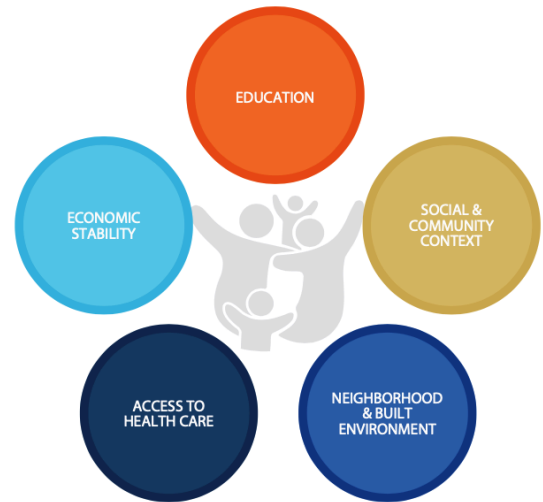 EDUCATION
ECONOMIC
STABILITY
SOCIAL &
COMMUNITY
CONTEXT
ACCESS TO
HEALTH CARE
NEIGHBORHOOD
& BUILT
ENVIRONMENT